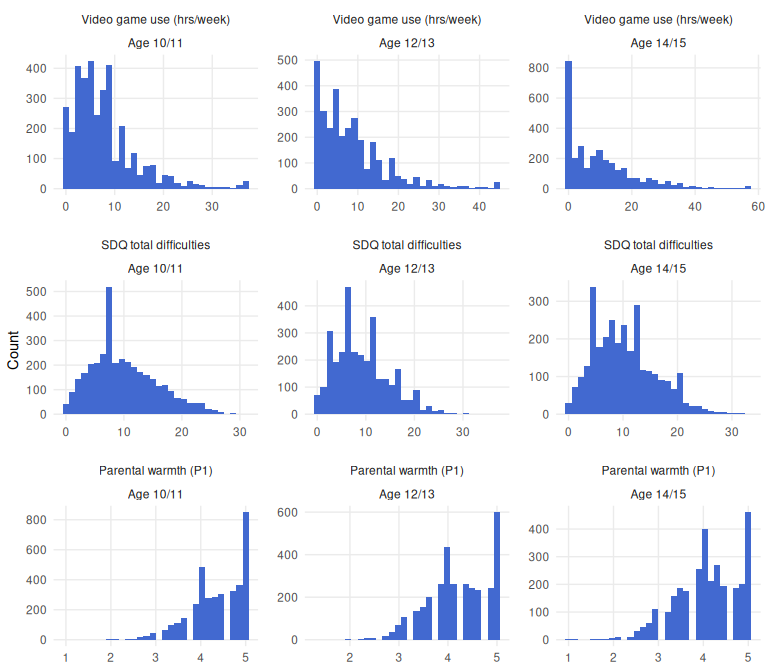 Video game use (hrs/week) Video game use (hrs/week) Video game use (hrs/week)
Age 10/11 Age 12/13 Age 14/15
400
300
200
100
0
0 10 20 30
500
400
300
200
100
0
0 10 20 30 40
800
600
400
200
0
0 20 40 60
SDQ total difficulties SDQ total difficulties SDQ total difficulties
Age 10/11 Age 12/13 Age 14/15
Count
500
400
300
200
100
0
0 10 20 30
400
300
200
100
0
0 10 20 30
300
200
100
0
0 10 20 30
Parental warmth (P1) Parental warmth (P1) Parental warmth (P1)
Age 10/11 Age 12/13 Age 14/15
800
600
400
200
0
1 2 3 4 5
600
400
200
0
2 3 4 5
400
300
200
100
0
1 2 3 4 5